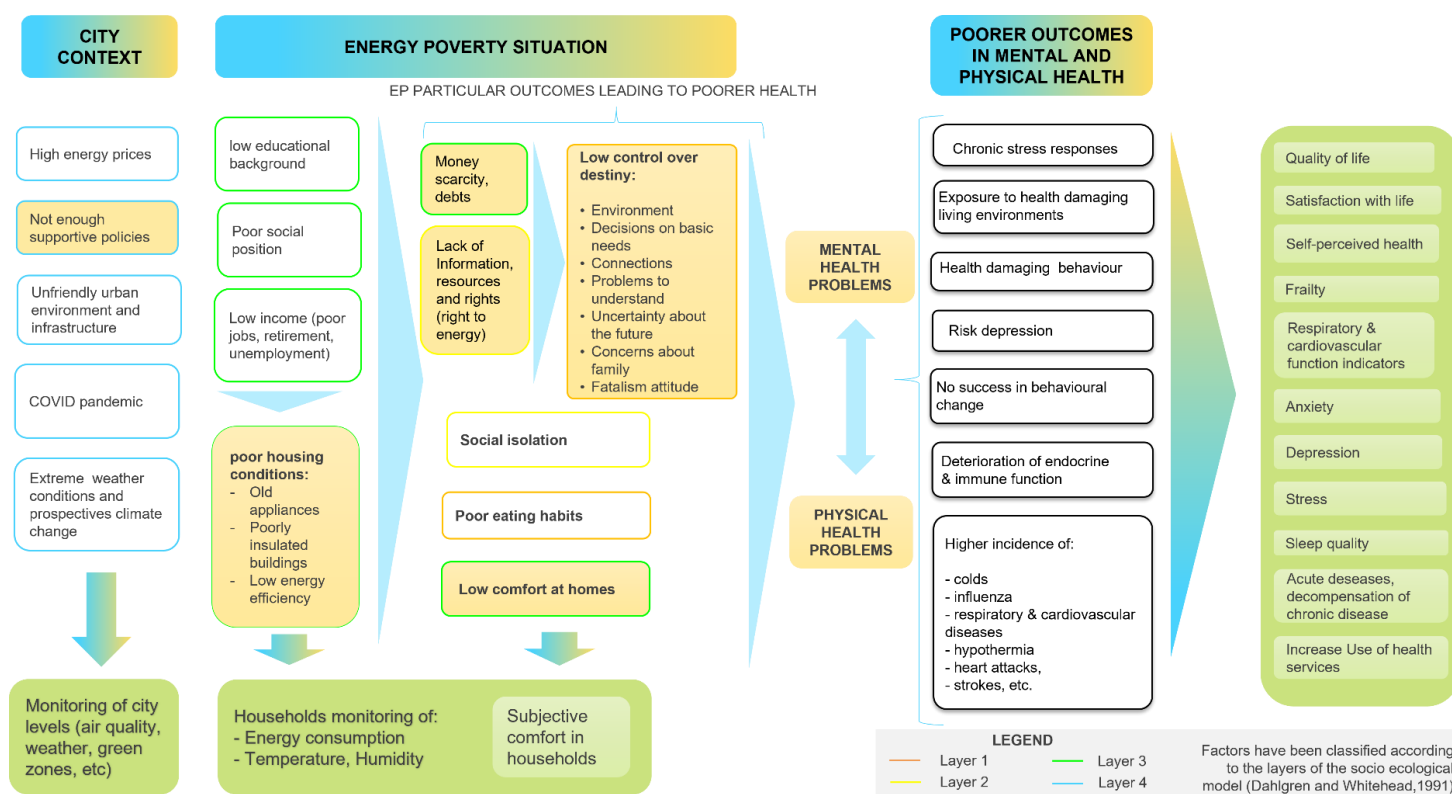 CITY
CONTEXT
ENERGY POVERTY SITUATION
POORER OUTCOMES
IN MENTAL AND
PHYSICAL HEALTH
EP PARTICULAR OUTCOMES LEADING TO POORER HEALTH
High energy prices
Not enough
supportive policies
Unfriendly urban
environment and
infrastructure
COVID pandemic
Extreme weather
conditions and
prospectives climate
change
Monitoring of city
levels (air quality,
weather, green
zones, etc)
low educational
background
Poor social
position
Low income (poor
jobs, retirement,
unemployment)
poor housing
conditions:
- Old
appliances
- Poorly
insulated
buildings
- Low energy
efficiency
Households monitoring of:
- Energy consumption
- Temperature, Humidity
Subjective
comfort in
households
Money
scarcity,
debts
Lack of
Information,
resources
and rights
(right to
energy)
Low control over
destiny:
• Environment
• Decisions on basic
needs
• Connections
• Problems to
understand
• Uncertainty about
the future
• Concerns about
family
• Fatalism attitude
Social isolation
Poor eating habits
Low comfort at homes
MENTAL
HEALTH
PROBLEMS
PHYSICAL
HEALTH
PROBLEMS
Chronic stress responses
Exposure to health damaging
living environments
Health damaging behaviour
Risk depression
No success in behavioural
change
Deterioration of endocrine
& immune function
Higher incidence of:
- colds
- influenza
- respiratory & cardiovascular
diseases
- hypothermia
- heart attacks,
- strokes, etc.
Quality of life
Satisfaction with life
Self-perceived health
Frailty
Respiratory &
cardiovascular
function indicators
Anxiety
Depression
Stress
Sleep quality
Acute deseases,
decompensation of
chronic disease
Increase Use of health
services
LEGEND
Layer 1
Layer 2
Layer 3
Layer 4
Factors have been classified according
to the layers of the socio ecological
model (Dahlgren and Whitehead,1991)